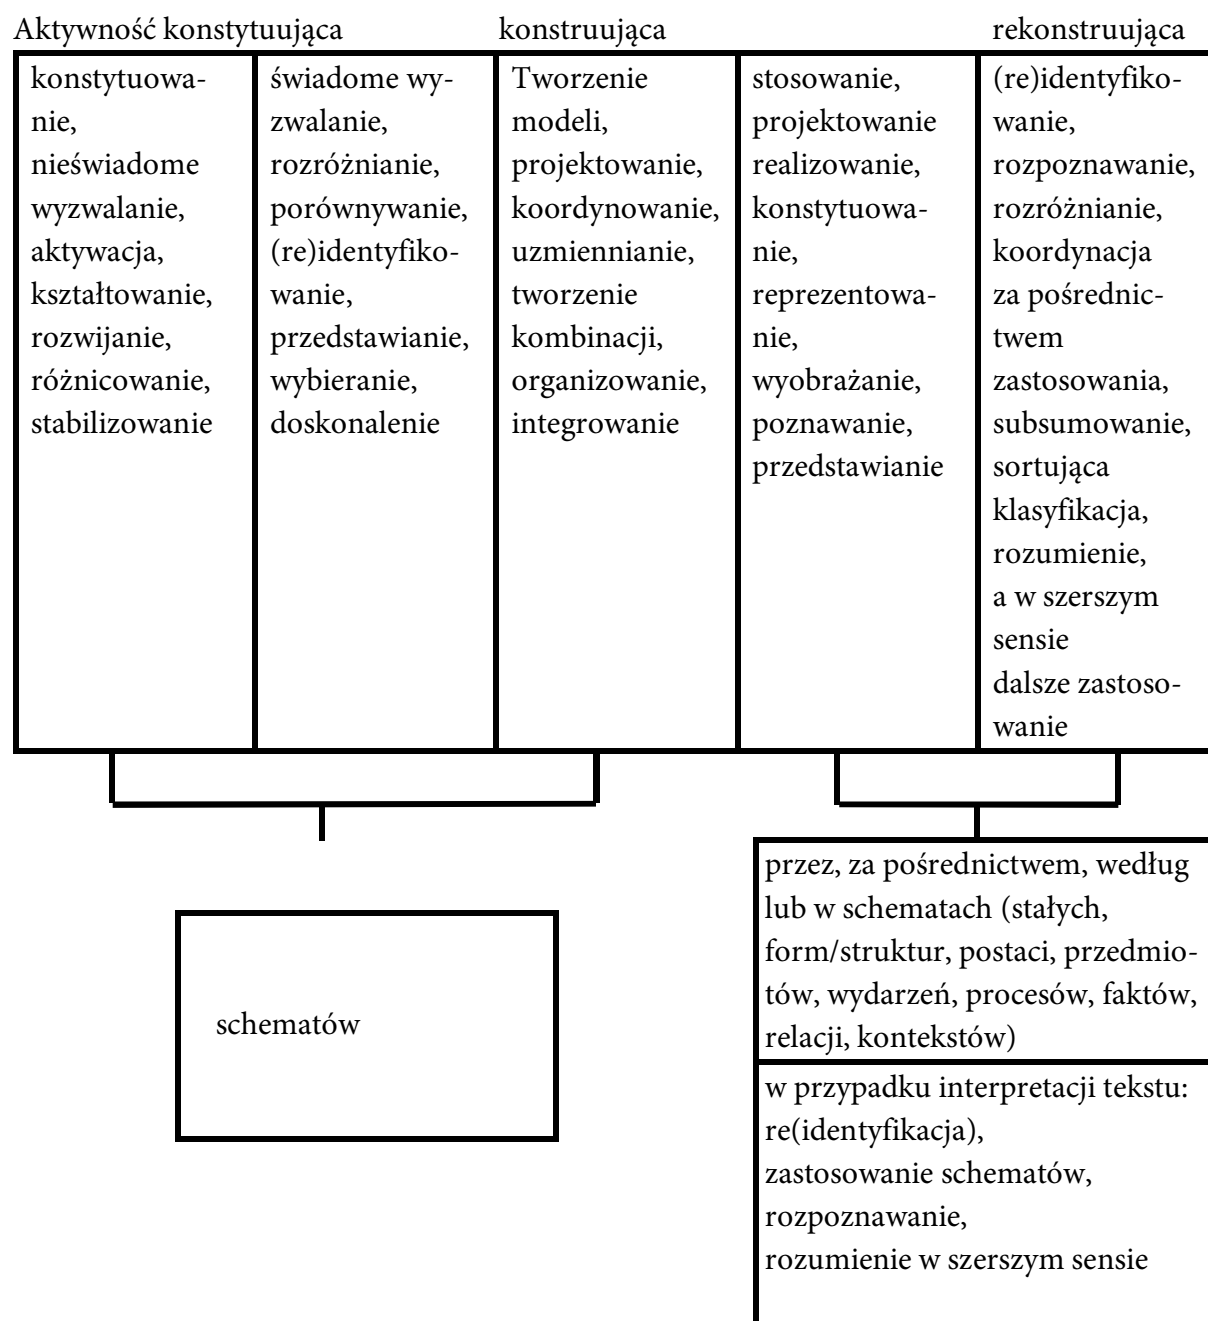 Aktywność konstytuująca
konstruująca
rekonstruująca
konstytuowa-
nie,
nieświadome
wyzwalanie,
aktywacja,
kształtowanie,
rozwijanie,
różnicowanie,
stabilizowanie
świadome wy-
zwalanie,
rozróżnianie,
porównywanie,
(re)identyfiko-
wanie,
przedstawianie,
wybieranie,
doskonalenie
Tworzenie
modeli,
projektowanie,
koordynowanie,
uzmiennianie,
tworzenie
kombinacji,
organizowanie,
integrowanie
stosowanie,
projektowanie
realizowanie,
konstytuowa-
nie,
reprezentowa-
nie,
wyobrażanie,
poznawanie,
przedstawianie
(re)identyfiko-
wanie,
rozpoznawanie,
rozróżnianie,
koordynacja
za pośrednic-
twem
zastosowania,
subsumowanie,
sortująca
klasyfikacja,
rozumienie,
a w szerszym
sensie
dalsze zastoso-
wanie
schematów
przez, za pośrednictwem, według
lub w schematach (stałych,
form/struktur, postaci, przedmio-
tów, wydarzeń, procesów, faktów,
relacji, kontekstów)
w przypadku interpretacji tekstu:
re(identyfikacja),
zastosowanie schematów,
rozpoznawanie,
rozumienie w szerszym sensie